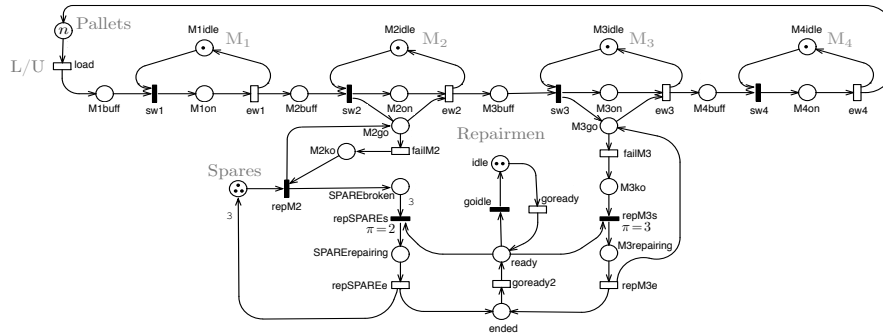 Pallets
n
M1idle
M2idle
M3idle
M4idle
M1
M2
M3
M4
L/U
load
M1buff
sw1
M1on
ew1
M2buff
sw2
M2on
ew2
M3buff
sw3
M3on
ew3
M4buff
sw4
M4on
ew4
M2go
Repairmen
M3go
M2ko
failM2
idle
failM3
Spares
M3ko
repM2
SPAREbroken
goidle
goready
3
3
repSPAREs
repM3s
π=2
π=3
SPARErepairing
ready
M3repairing
repSPAREe
goready2
repM3e
ended